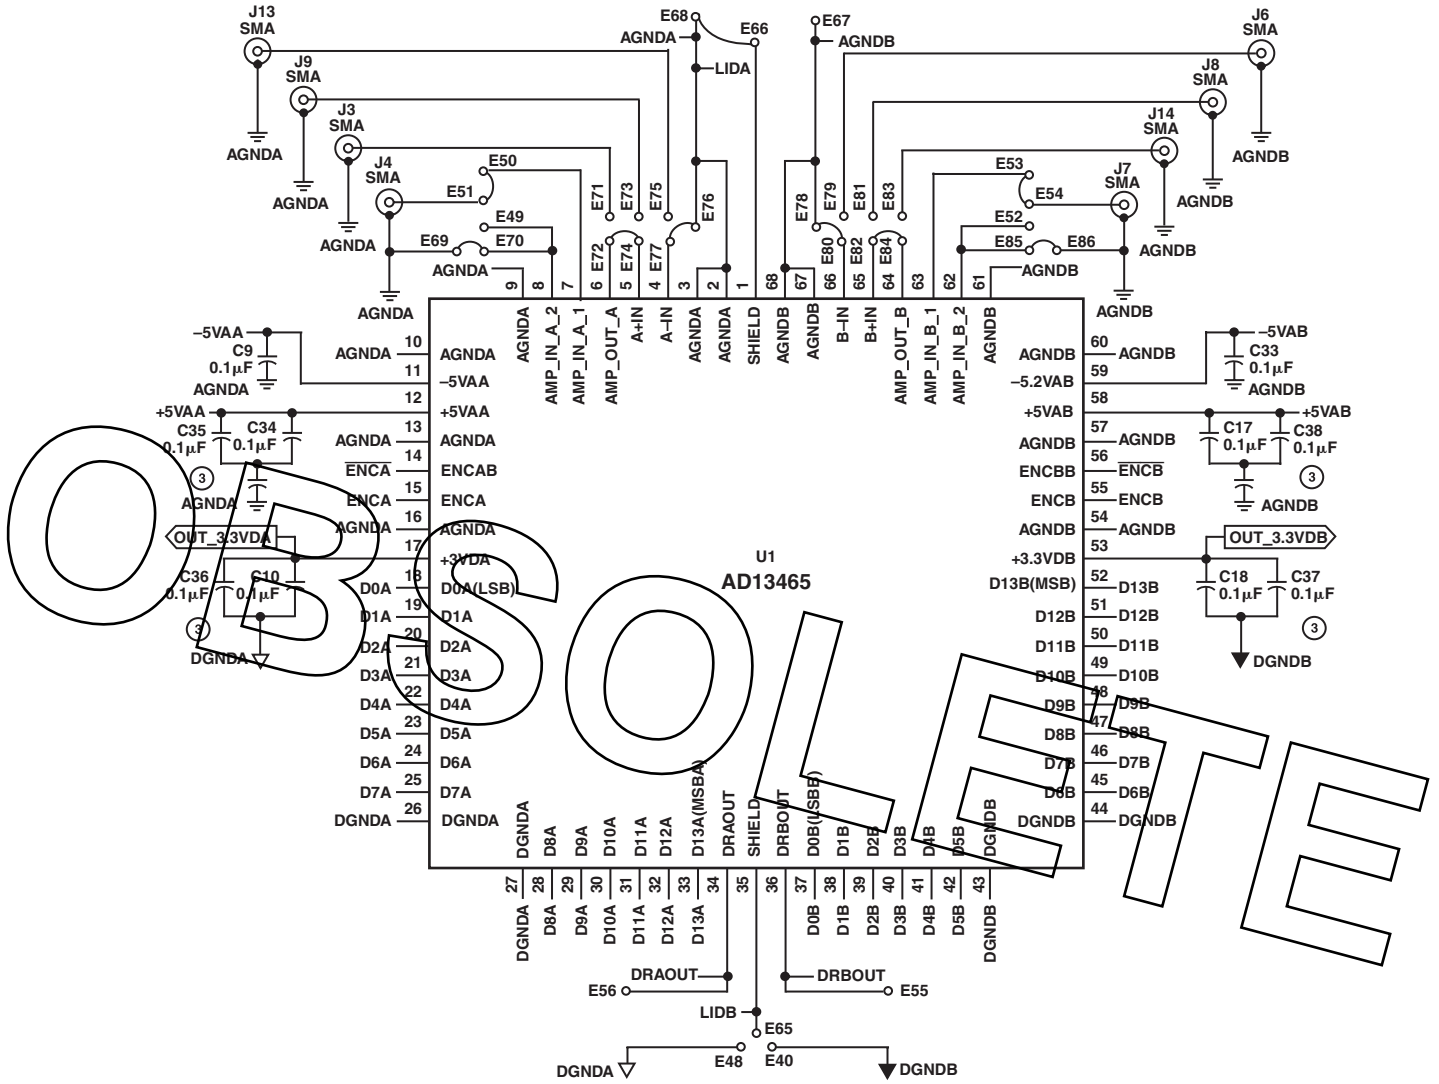 J13
SMA
AGNDA
J9
SMA
AGNDA
J3
SMA
AGNDA
J4
SMA
AGNDA
E68
E66
AGNDA
LIDA
E67
AGNDB
J6
SMA
AGNDB
J8
SMA
AGNDB
J14
SMA
AGNDB
J7
SMA
AGNDB
E50
E51
E49
E69
E70
AGNDA
E71
E73
E75
E76
E72
E74
E77
E78
E79
E81
E83
E80
E82
E84
E53
E54
E52
E85
E86
AGNDB
9
8
7
6
5
4
3
2
1
68
67
66
65
64
63
62
61
AGNDA
AMP_IN_A_2
AMP_IN_A_1
AMP_OUT_A
A+IN
A–IN
AGNDA
AGNDA
SHIELD
AGNDB
AGNDB
B–IN
B+IN
AMP_OUT_B
AMP_IN_B_1
AMP_IN_B_2
AGNDB
–5VAA
C9
0.1µF
AGNDA
+5VAA
C35
0.1µF
C34
0.1µF
3
AGNDA
OUT_3.3VDA
C36
0.1µF
C10
0.1µF
3
DGNDA
AGNDA 10 AGNDA
11 –5VAA
12 +5VAA
AGNDA 13 AGNDA
ENCA 14 ENCAB
ENCA 15 ENCA
AGNDA 16 AGNDA
17 +3VDA
D0A 18 D0A(LSB)
D1A 19 D1A
D2A 20 D2A
D3A 21 D3A
D4A 22 D4A
D5A 23 D5A
D6A 24 D6A
D7A 25 D7A
DGNDA 26 DGNDA
U1
AD13465
AGNDB 60 AGNDB
–5.2VAB 59
+5VAB 58
AGNDB 57 AGNDB
ENCBB 56 ENCB
ENCB 55 ENCB
AGNDB 54 AGNDB
+3.3VDB 53
D13B(MSB) 52 D13B
D12B 51 D12B
D11B 50 D11B
D10B 49 D10B
D9B 48 D9B
D8B 47 D8B
D7B 46 D7B
D6B 45 D6B
DGNDB 44 DGNDB
–5VAB
C33
0.1µF
AGNDB
+5VAB
C17
0.1µF
C38
0.1µF
3
AGNDB
OUT_3.3VDB
C18
0.1µF
C37
0.1µF
3
DGNDB
DGNDA
D8A
D9A
D10A
D11A
D12A
D13A(MSBA)
DRAOUT
SHIELD
DRBOUT
D0B(LSBB)
D1B
D2B
D3B
D4B
D5B
DGNDB
27
28
29
30
31
32
33
34
35
36
37
38
39
40
41
42
43
DGNDA
D8A
D9A
D10A
D11A
D12A
D13A
D0B
D1B
D2B
D3B
D4B
D5B
DGNDB
DRAOUT
E56
DRBOUT
E55
LIDB
E65
E48
E40
DGNDA
DGNDB
OBSOLETE